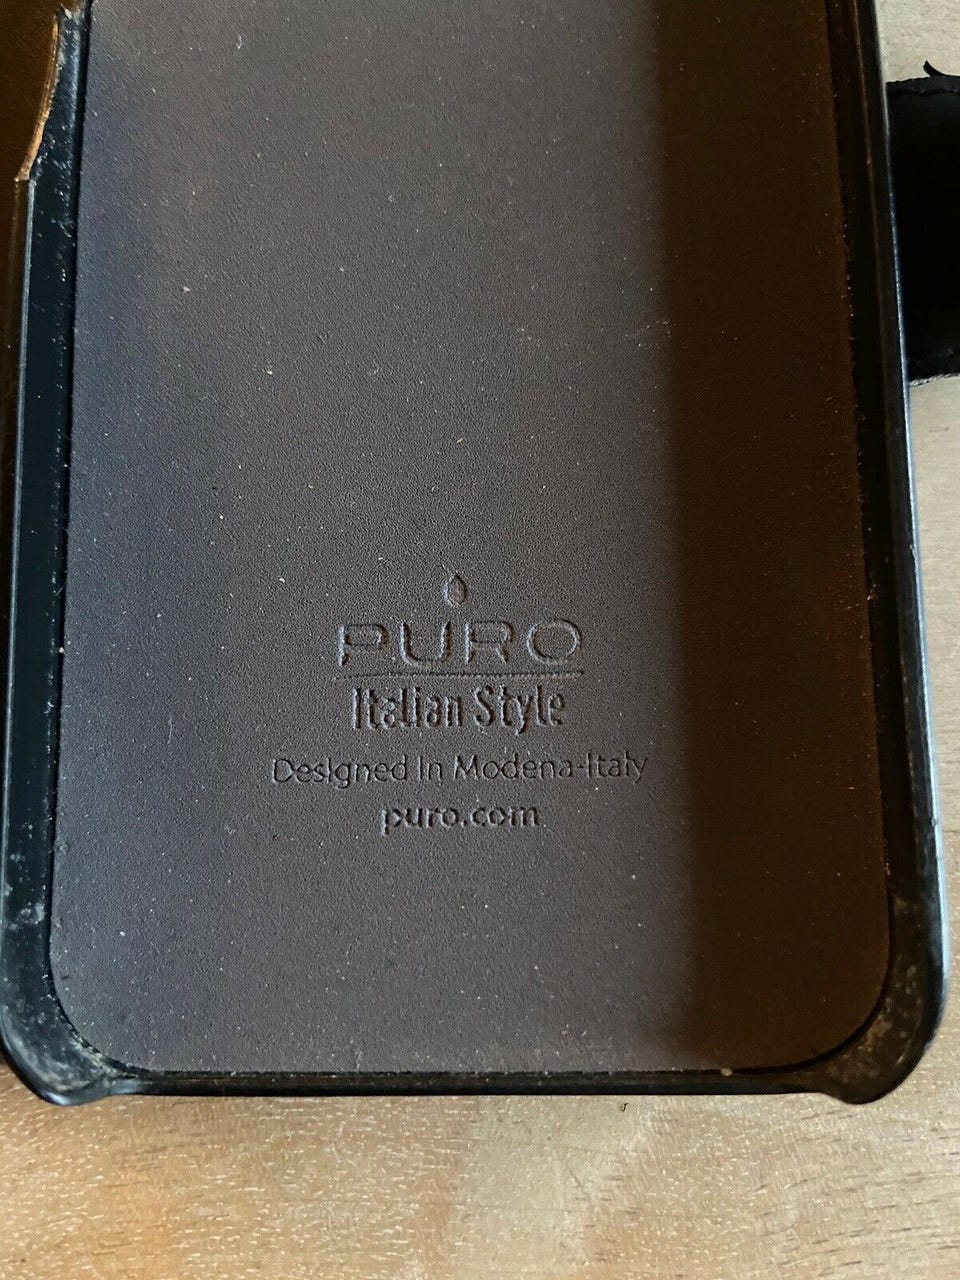 PURO
Italian Style
Designed in Modena-Italy
puro.com